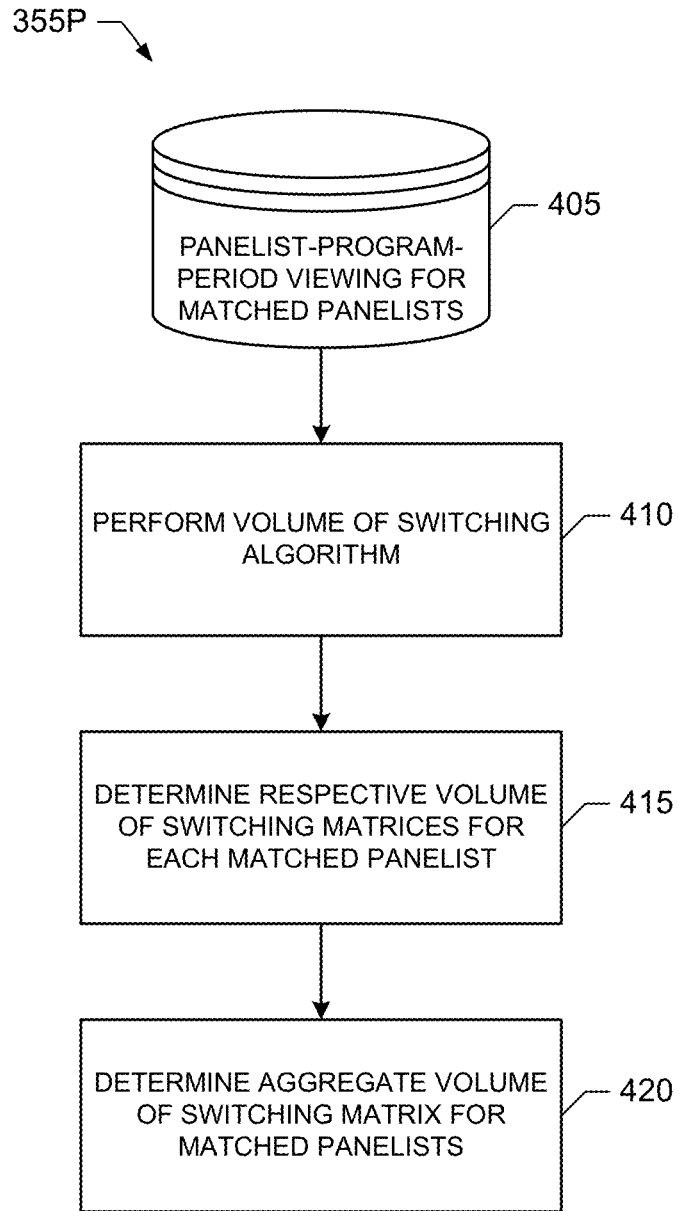 355P
PANELIST-PROGRAM-
PERIOD VIEWING FOR
MATCHED PANELISTS
405
PERFORM VOLUME OF SWITCHING
ALGORITHM
410
DETERMINE RESPECTIVE VOLUME
OF SWITCHING MATRICES FOR
EACH MATCHED PANELIST
415
DETERMINE AGGREGATE VOLUME
OF SWITCHING MATRIX FOR
MATCHED PANELISTS
420